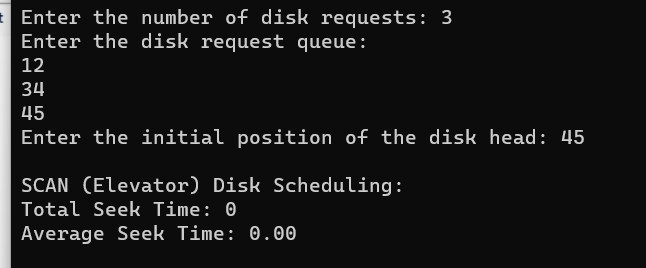 t
Enter the number of disk requests: 3
Enter the disk request queue:
12
34
45
Enter the initial position of the disk head: 45
SCAN (Elevator) Disk Scheduling:
Total Seek Time: 0
Average Seek Time: 0.00